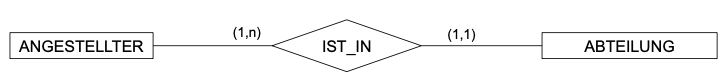 (1,n)
(1,1)
ANGESTELLTER
IST_IN
ABTEILUNG